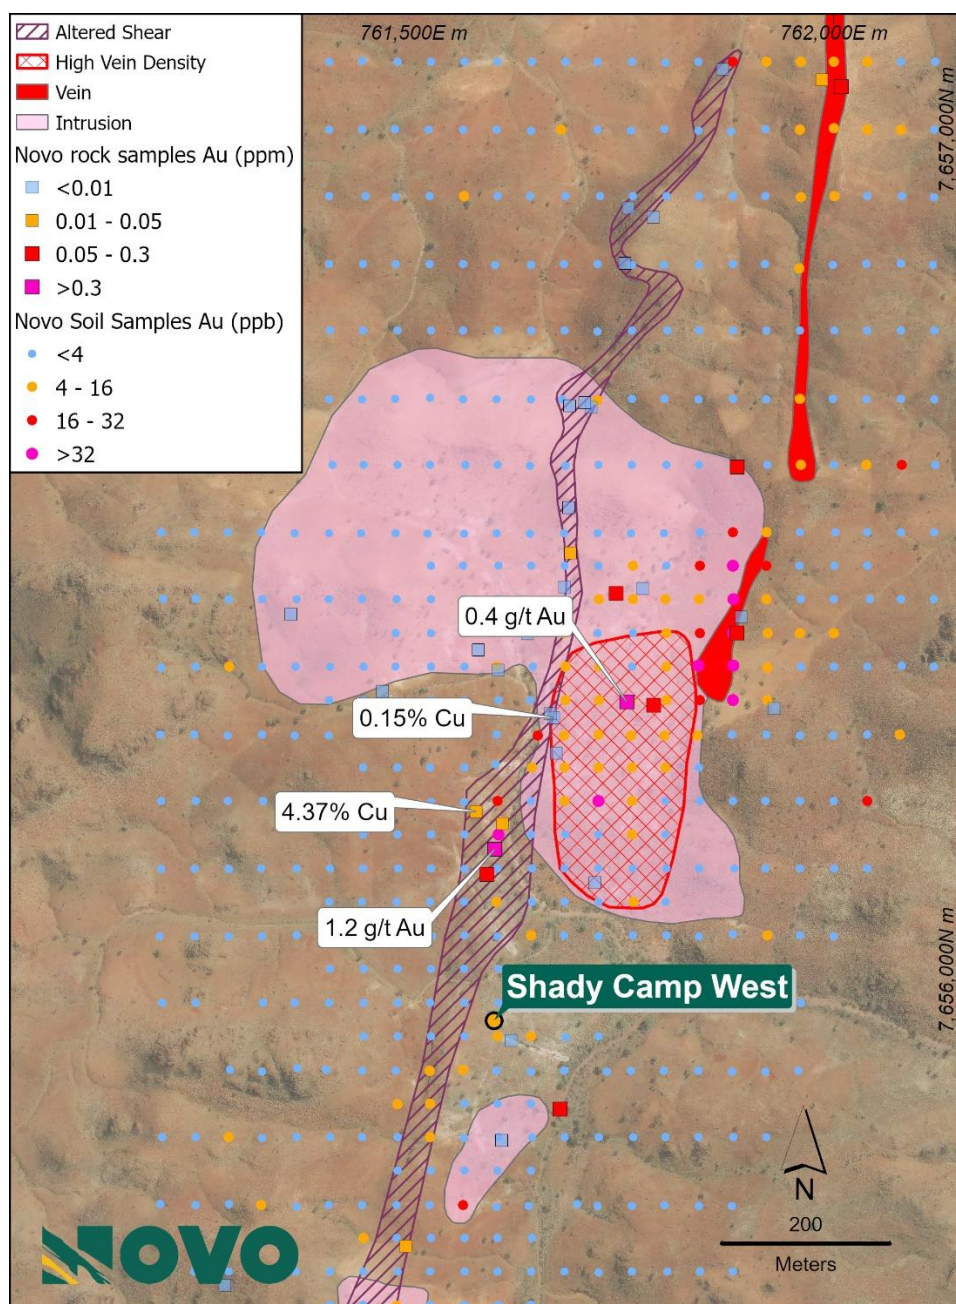 Altered Shear
High Vein Density
Vein
Intrusion
Novo rock samples Au (ppm)
<0.01
0.01 - 0.05
0.05 - 0.3
>0.3
Novo Soil Samples Au (ppb)
<4
4 - 16
16 - 32
>32
761,500E m
762,000E m
7,657,000N m
0.4 g/t Au
0.15% Cu
4.37% Cu
1.2 g/t Au
Shady Camp West
7,656,000N m
N
200
Meters
NOVO